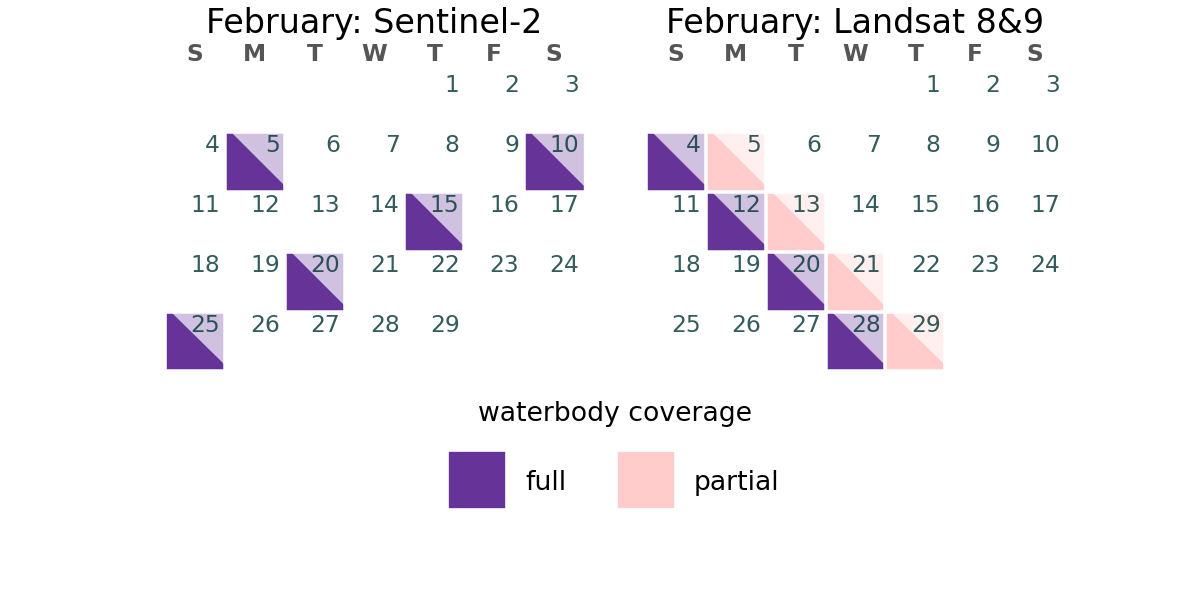 February: Sentinel-2
S M T W T F S
1 2 3
4 5 6 7 8 9 10
11 12 13 14 15 16 17
18 19 20 21 22 23 24
25 26 27 28 29
February: Landsat 8&9
S M T W T F S
1 2 3
4 5 6 7 8 9 10
11 12 13 14 15 16 17
18 19 20 21 22 23 24
25 26 27 28 29
waterbody coverage
full
partial